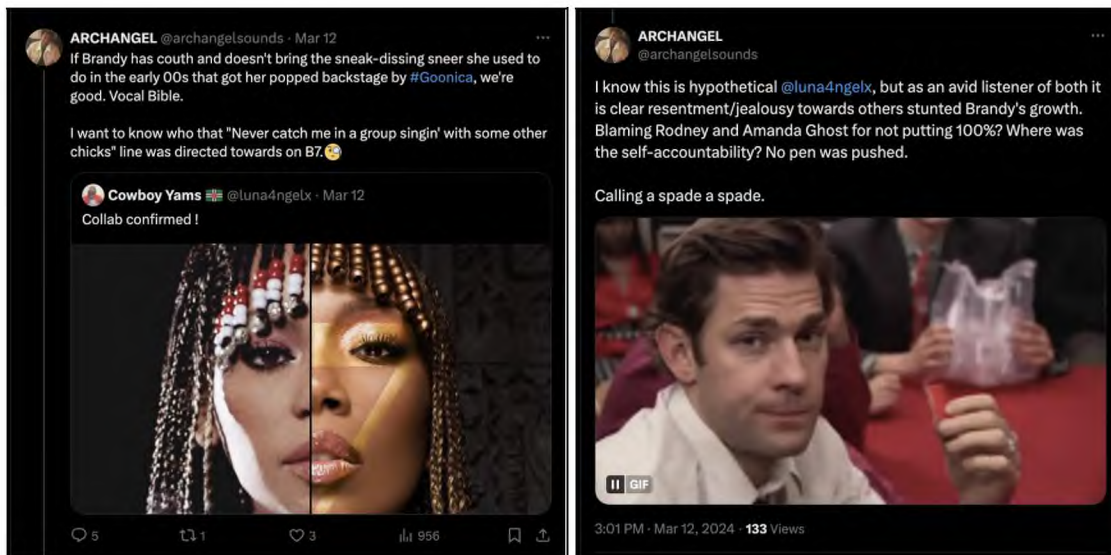 ARCHANGEL @archangelsounds · Mar 12
If Brandy has couth and doesn't bring the sneak-dissing sneer she used to
do in the early 00s that got her popped backstage by #Goonica, we're
good. Vocal Bible.
I want to know who that "Never catch me in a group singin' with some other
chicks" line was directed towards on B7.🧐
Cowboy Yams 🇩🇲 @luna4ngelx · Mar 12
Collab confirmed !
5 1 3 956
ARCHANGEL
@archangelsounds
I know this is hypothetical @luna4ngelx, but as an avid listener of both it
is clear resentment/jealousy towards others stunted Brandy's growth.
Blaming Rodney and Amanda Ghost for not putting 100%? Where was
the self-accountability? No pen was pushed.
Calling a spade a spade.
GIF
3:01 PM · Mar 12, 2024 · 133 Views